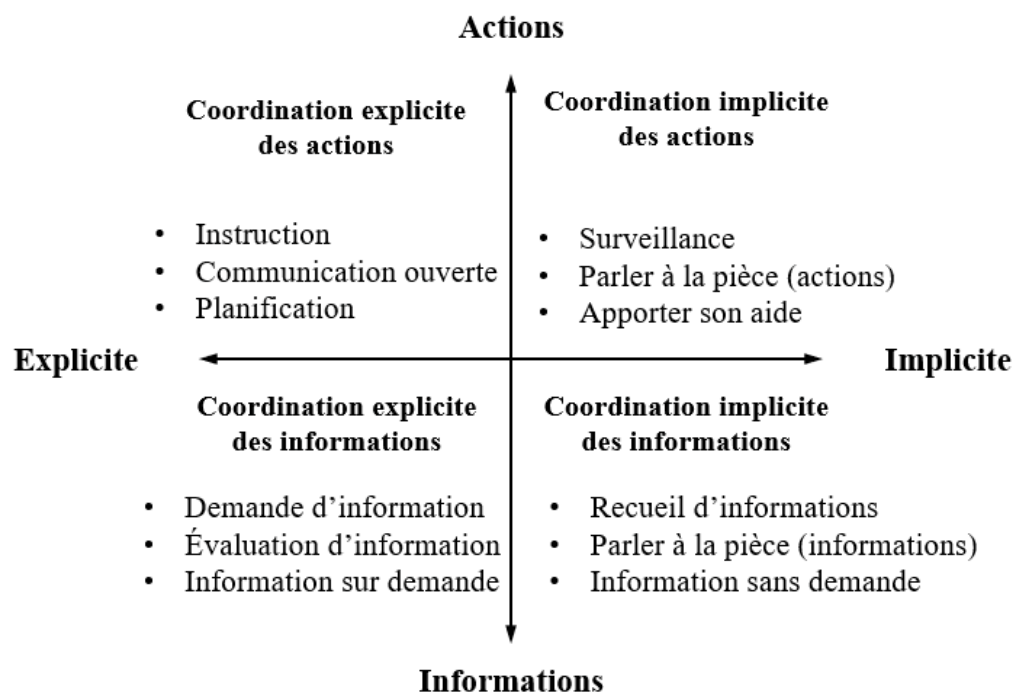 Actions
Coordination explicite
des actions
Coordination implicite
des actions
• Instruction
• Communication ouverte
• Planification
• Surveillance
• Parler à la pièce (actions)
• Apporter son aide
Explicite
Implicite
Coordination explicite
des informations
Coordination implicite
des informations
• Demande d’information
• Évaluation d’information
• Information sur demande
• Recueil d’informations
• Parler à la pièce (informations)
• Information sans demande
Informations